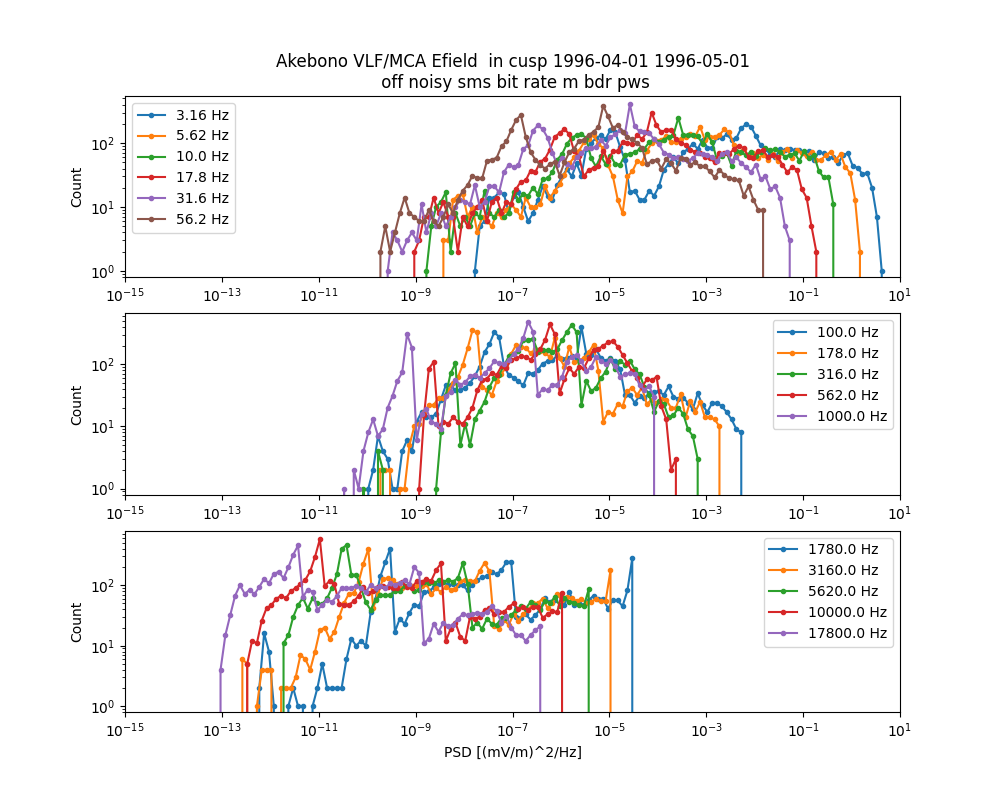 Akebono VLF/MCA Efield  in cusp 1996-04-01 1996-05-01
off noisy sms bit rate m bdr pws
Count
10^2
10^1
10^0
3.16 Hz
5.62 Hz
10.0 Hz
17.8 Hz
31.6 Hz
56.2 Hz
10^-15 10^-13 10^-11 10^-9 10^-7 10^-5 10^-3 10^-1 10^1
Count
10^2
10^1
10^0
100.0 Hz
178.0 Hz
316.0 Hz
562.0 Hz
1000.0 Hz
10^-15 10^-13 10^-11 10^-9 10^-7 10^-5 10^-3 10^-1 10^1
Count
10^2
10^1
10^0
1780.0 Hz
3160.0 Hz
5620.0 Hz
10000.0 Hz
17800.0 Hz
10^-15 10^-13 10^-11 10^-9 10^-7 10^-5 10^-3 10^-1 10^1
PSD [(mV/m)^2/Hz]